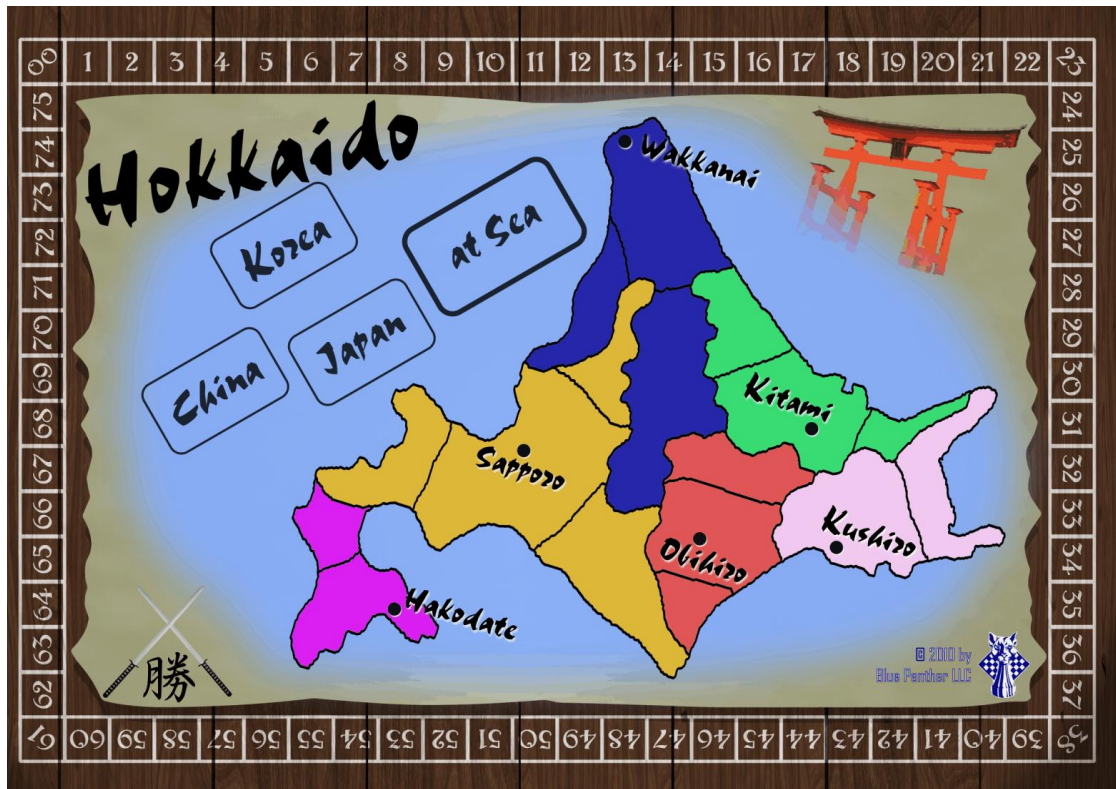 00 1 2 3 4 5 6 7 8 9 10 11 12 13 14 15 16 17 18 19 20 21 22 23
24 25 26 27 28 29 30 31 32 33 34 35 36 37
38 39 40 41 42 43 44 45 46 47 48 49 50 51 52 53 54 55 56 57 58 59 60 61
62 63 64 65 66 67 68 69 70 71 72 73 74 75
Hokkaido
Wakkanai
Korea
at Sea
Japan
China
Kitami
Sapporo
Kushiro
Obihiro
Hakodate
勝
© 2010 by
Blue Panther LLC